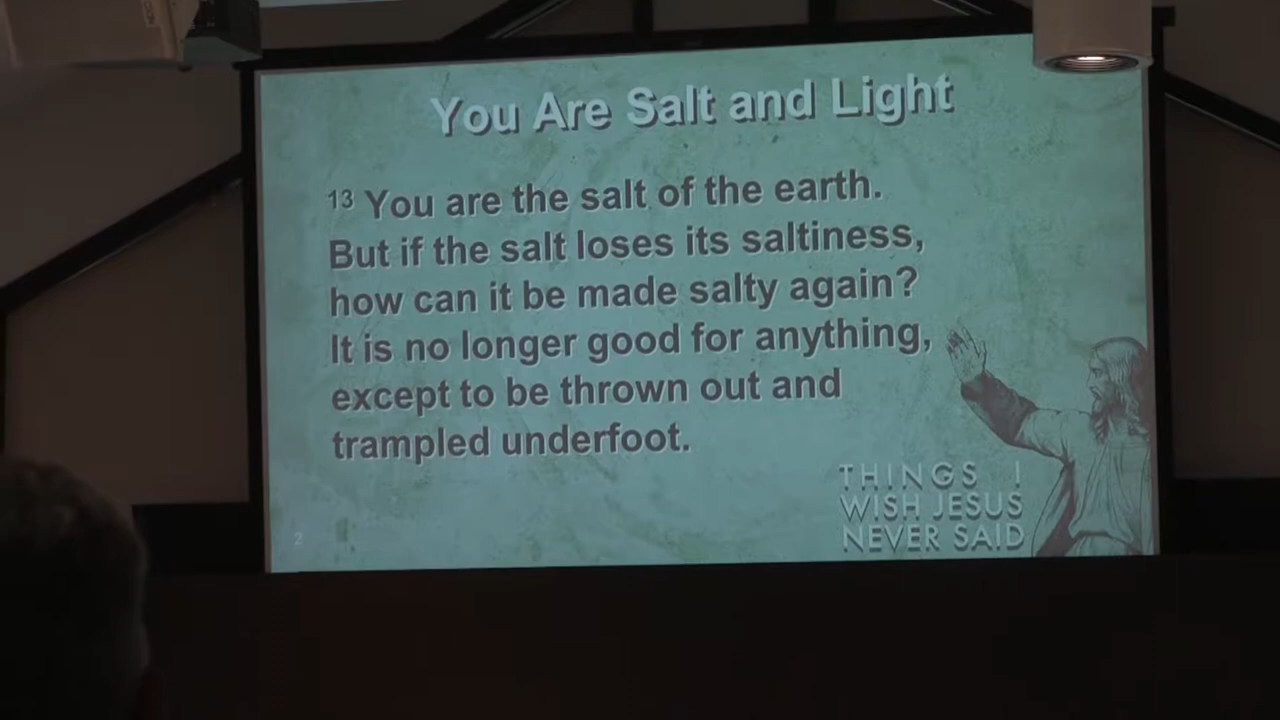 You Are Salt and Light
13 You are the salt of the earth.
But if the salt loses its saltiness,
how can it be made salty again?
It is no longer good for anything,
except to be thrown out and
trampled underfoot.
THINGS I
WISH JESUS
NEVER SAID
2